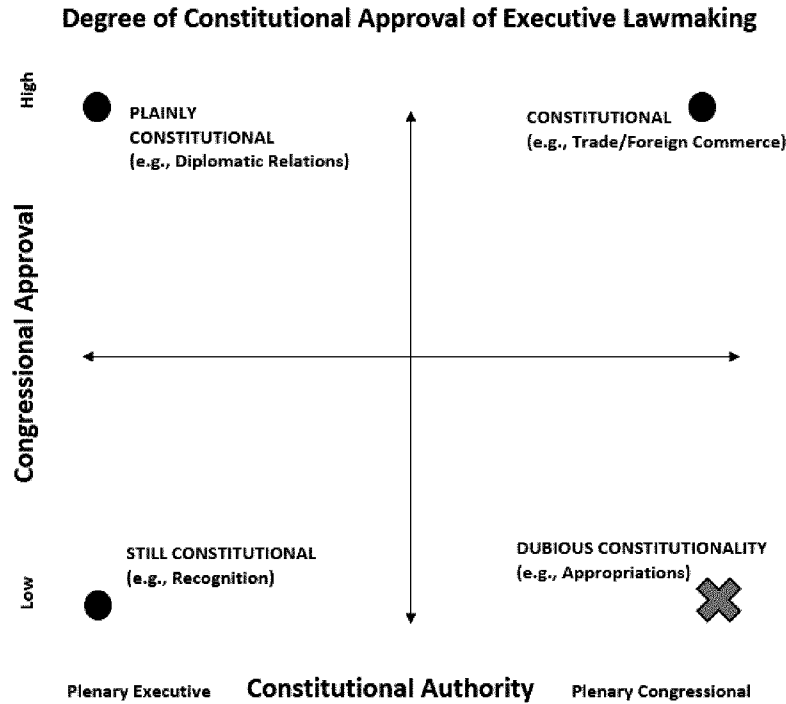 Degree of Constitutional Approval of Executive Lawmaking
High
PLAINLY
CONSTITUTIONAL
(e.g., Diplomatic Relations)
CONSTITUTIONAL
(e.g., Trade/Foreign Commerce)
Congressional Approval
STILL CONSTITUTIONAL
(e.g., Recognition)
DUBIOUS CONSTITUTIONALITY
(e.g., Appropriations)
Low
Plenary Executive
Constitutional Authority
Plenary Congressional